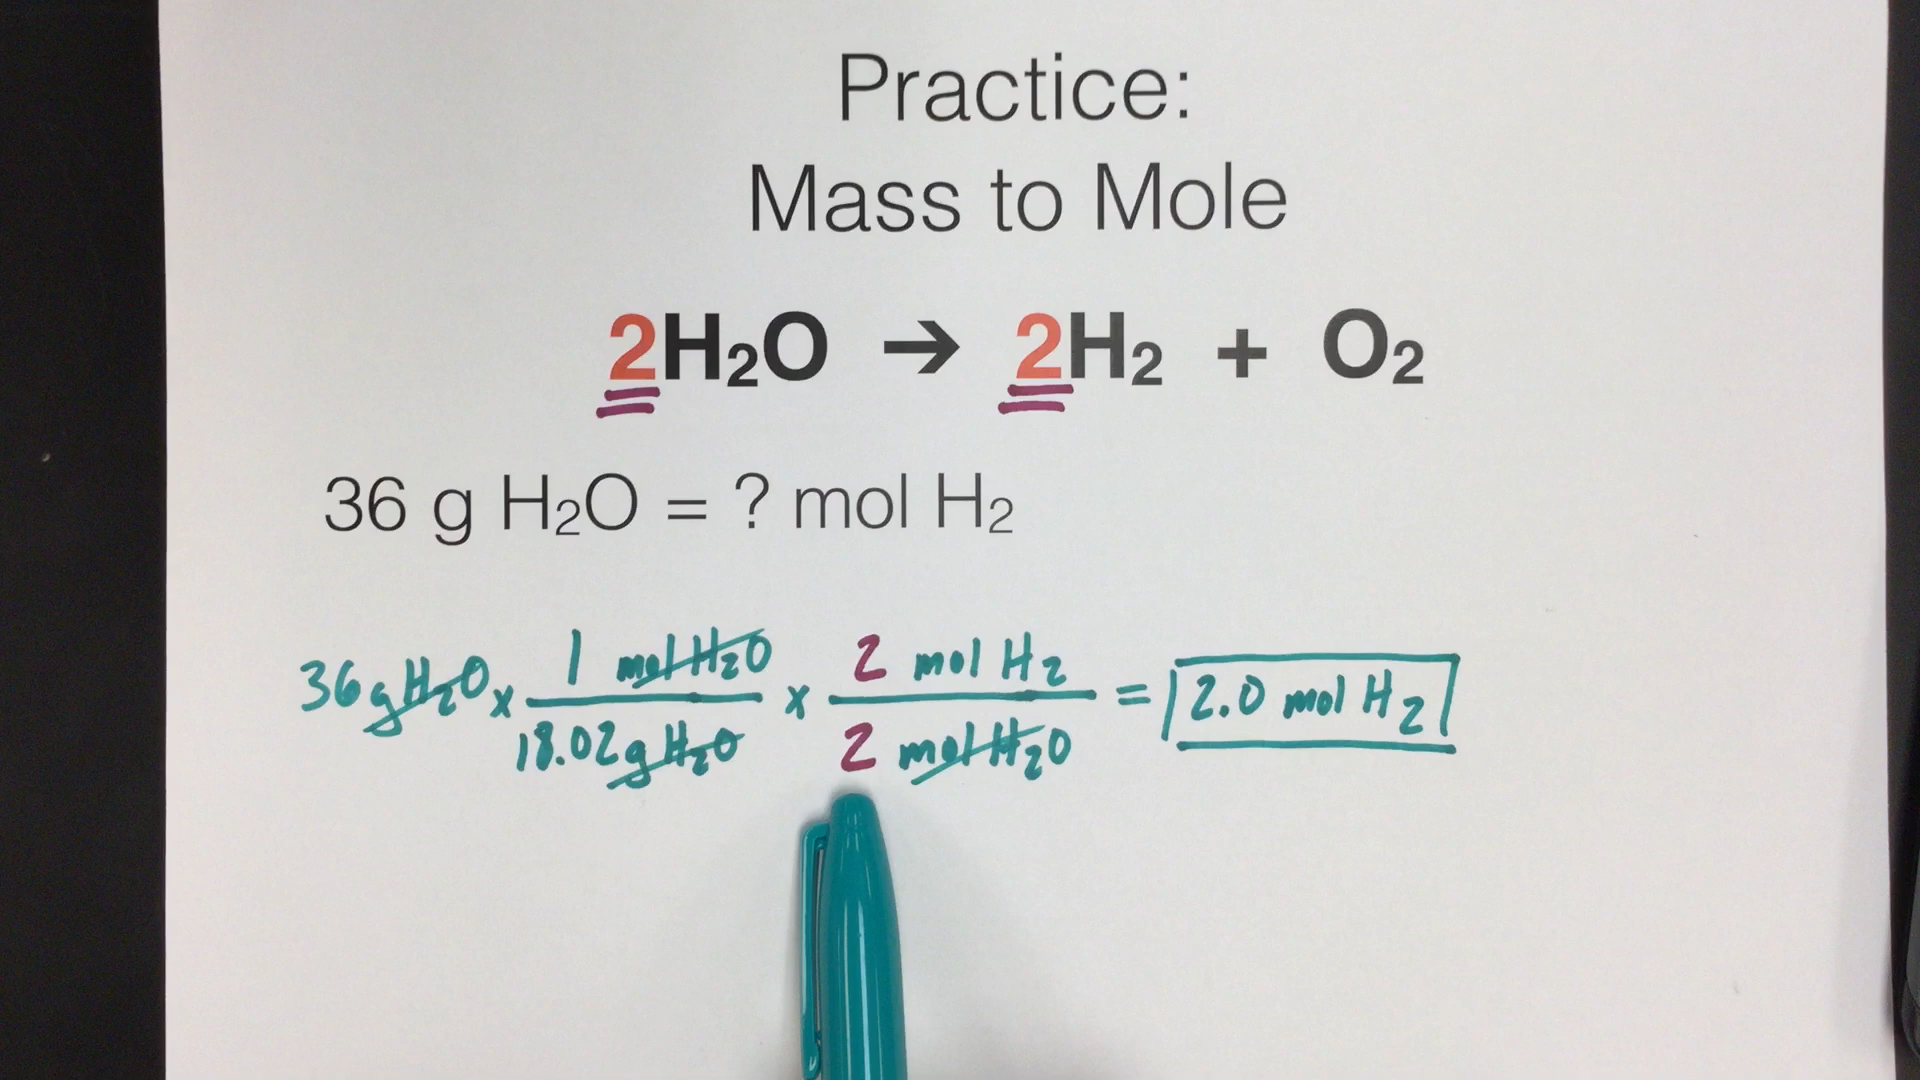 Practice:
Mass to Mole
2H₂O → 2H₂ + O₂
36 g H₂O = ? mol H₂
36 g H₂O x 1 mol H₂O / 18.02 g H₂O x 2 mol H₂ / 2 mol H₂O = 2.0 mol H₂